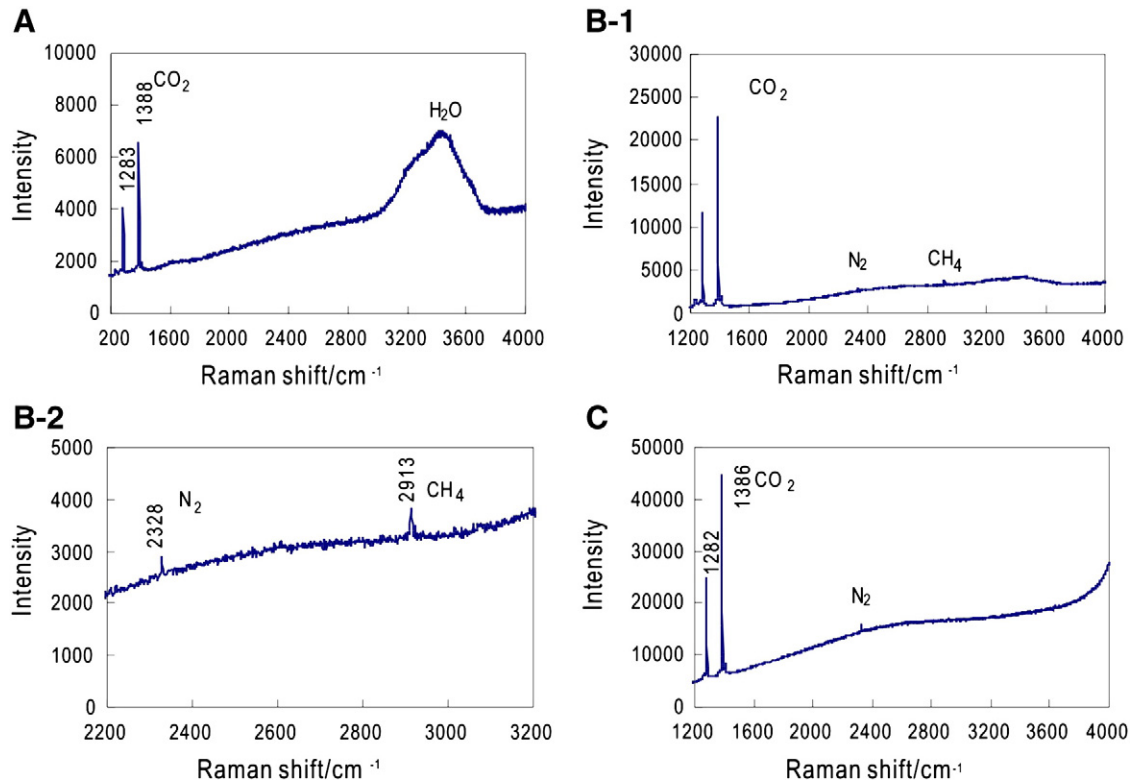 A
10000
8000
6000
4000
2000
0
Intensity
1283
1388
CO2
H2O
200
1600
2000
2400
2800
3200
3600
4000
Raman shift/cm -1
B-1
30000
25000
20000
15000
10000
5000
0
Intensity
CO2
N2
CH4
1200
1600
2000
2400
2800
3200
3600
4000
Raman shift/cm -1
B-2
5000
4000
3000
2000
1000
0
Intensity
2328
N2
2913
CH4
2200
2400
2600
2800
3000
3200
Raman shift/cm -1
C
50000
40000
30000
20000
10000
0
Intensity
1282
1386
CO2
N2
1200
1600
2000
2400
2800
3200
3600
4000
Raman shift/cm -1